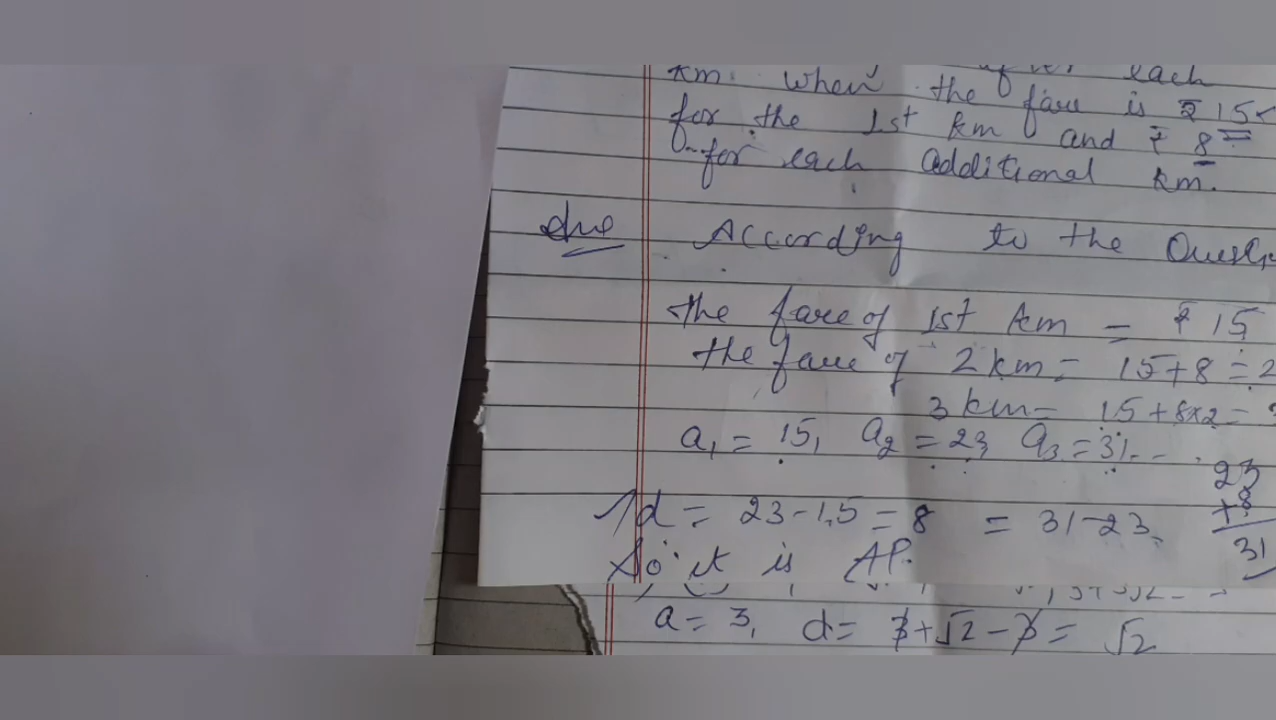 km. when the fare is ₹ 15
for the 1st km and ₹ 8
for each additional km.
According to the
the fare of 1st km = ₹ 15
the fare of 2 km = 15+8 = 2
3 km = 15 + 8x2 =
a₁ = 15, a₂ = 23 a₃ = 31- - .
23
+8
31
d = 23-15 = 8 = 31-23.
So it is AP.
a = 3, d = 3+√2-3 = √2